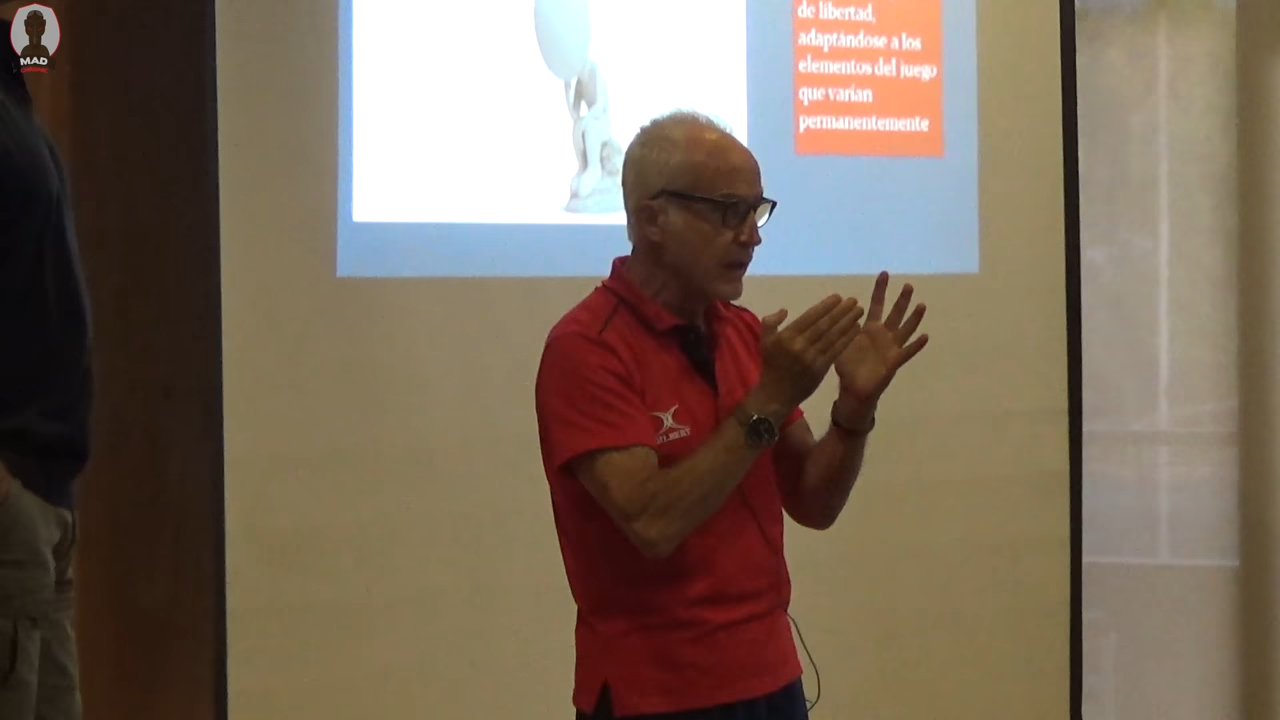 MAD
de libertad,
adaptándose a los
elementos del juego
que varían
permanentemente
GILBERT